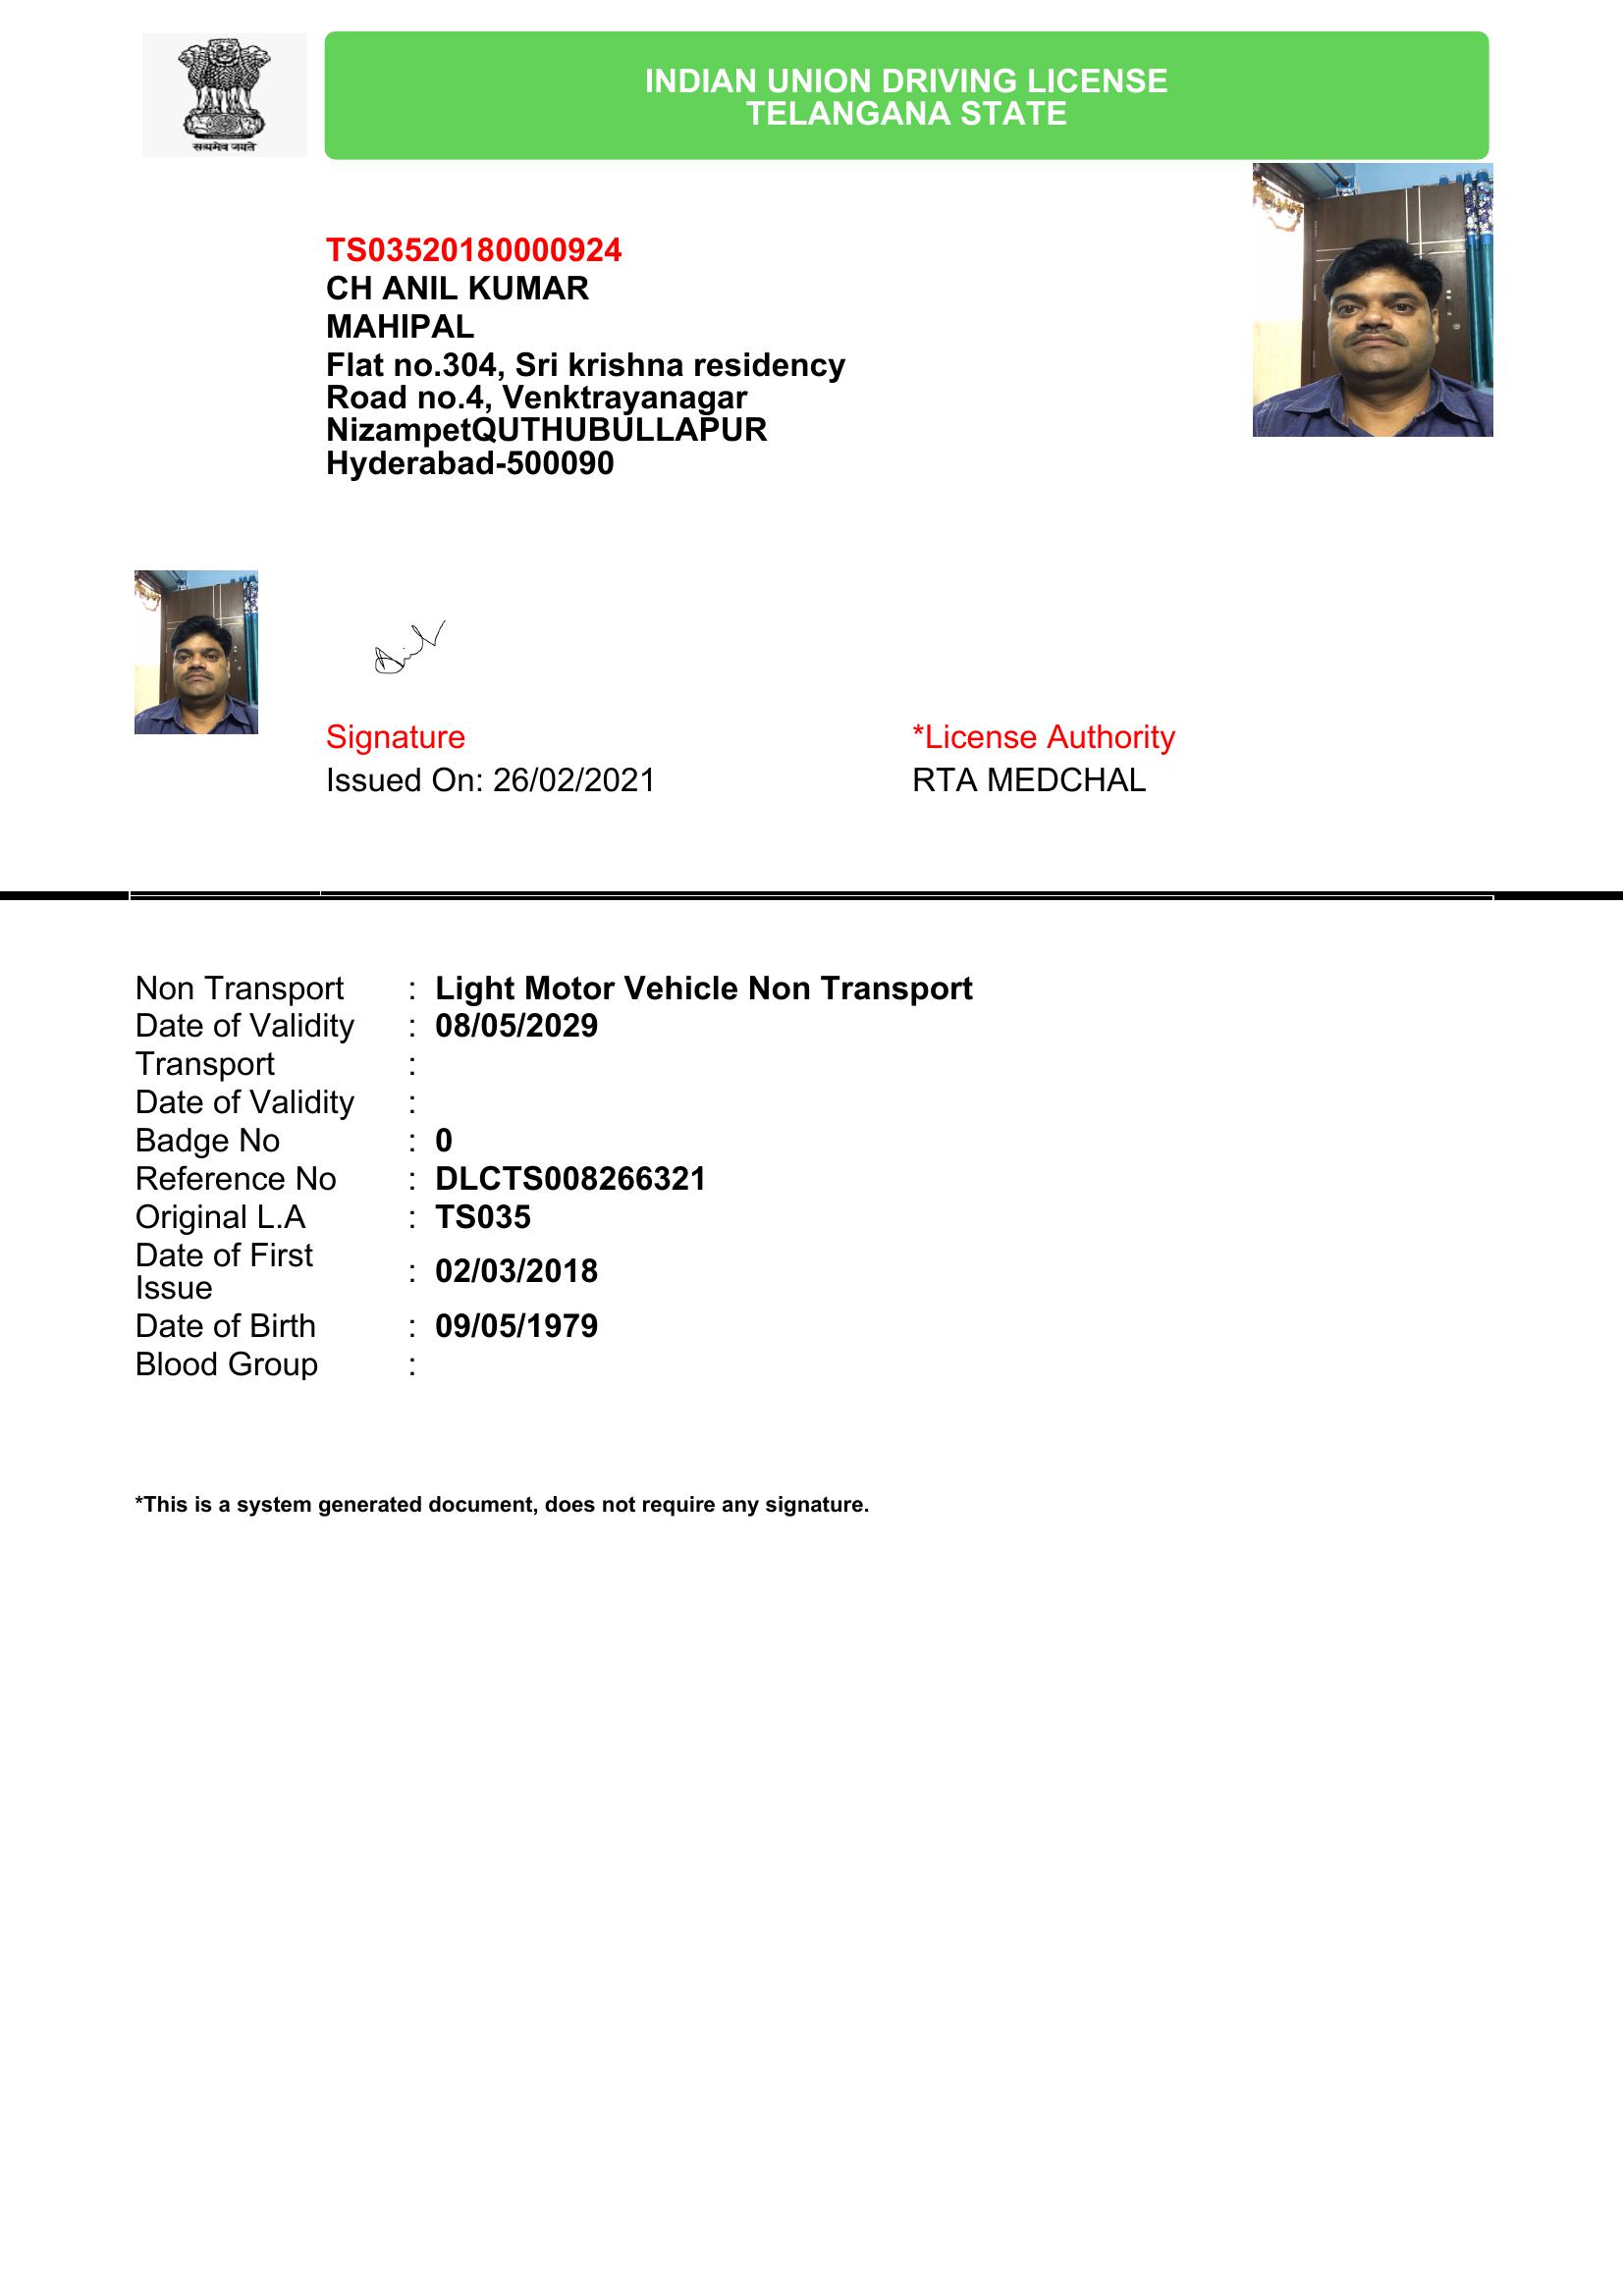 सत्यमेव जयते
INDIAN UNION DRIVING LICENSE
TELANGANA STATE
TS03520180000924
CH ANIL KUMAR
MAHIPAL
Flat no.304, Sri krishna residency
Road no.4, Venktrayanagar
NizampetQUTHUBULLAPUR
Hyderabad-500090
Anil
Signature
*License Authority
Issued On: 26/02/2021
RTA MEDCHAL
Non Transport : Light Motor Vehicle Non Transport
Date of Validity : 08/05/2029
Transport :
Date of Validity :
Badge No : 0
Reference No : DLCTS008266321
Original L.A : TS035
Date of First
Issue : 02/03/2018
Date of Birth : 09/05/1979
Blood Group :
*This is a system generated document, does not require any signature.